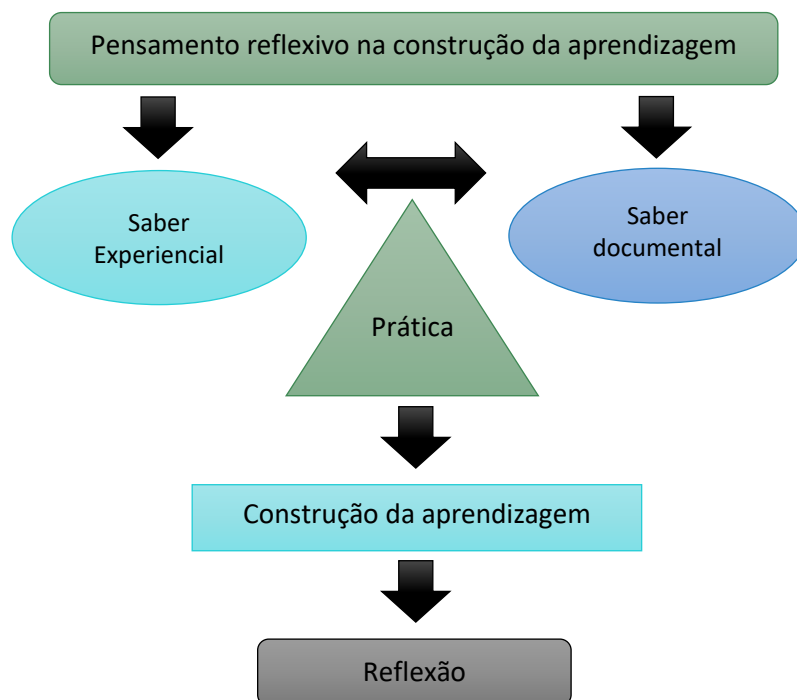 Pensamento reflexivo na construção da aprendizagem
Saber
Experiencial
Saber
documental
Prática
Construção da aprendizagem
Reflexão